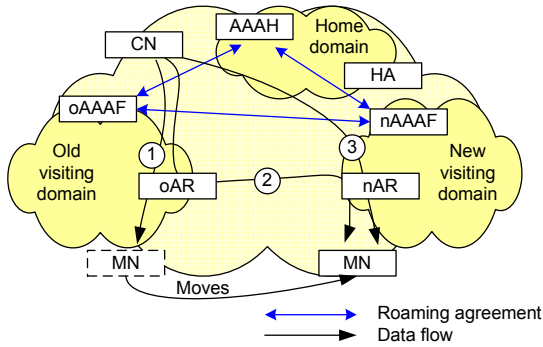 AAAH
Home
domain
CN
HA
oAAAF
nAAAF
Old
visiting
domain
1
3
New
visiting
domain
oAR
2
nAR
MN
MN
Moves
Roaming agreement
Data flow